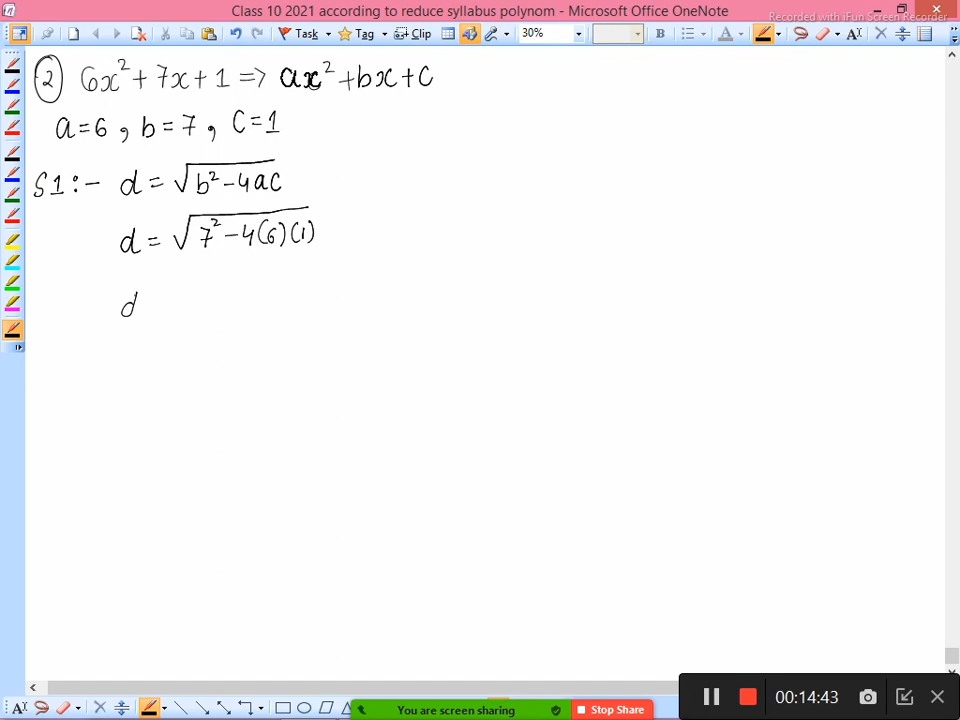 Class 10 2021 according to reduce syllabus polynom - Microsoft Office OneNote
Recorded with iFun Screen Recorder
Task Tag Clip 30% B A A
② 6x² + 7x + 1 => ax² + bx + C
a = 6 , b = 7 , C = 1
S1 :- d = √b² - 4ac
d = √7² - 4(6)(1)
d
You are screen sharing Stop Share
00:14:43